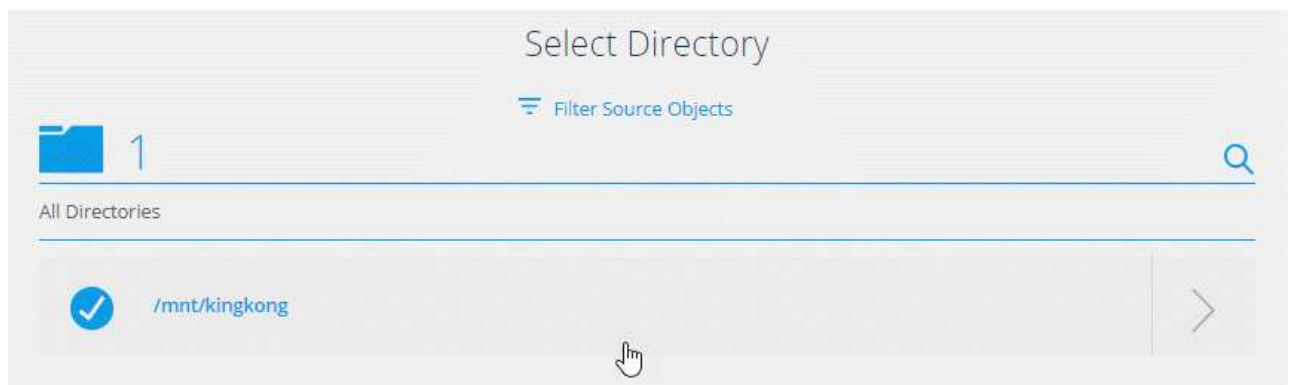 Select Directory
Filter Source Objects
1
All Directories
/mnt/kingkong